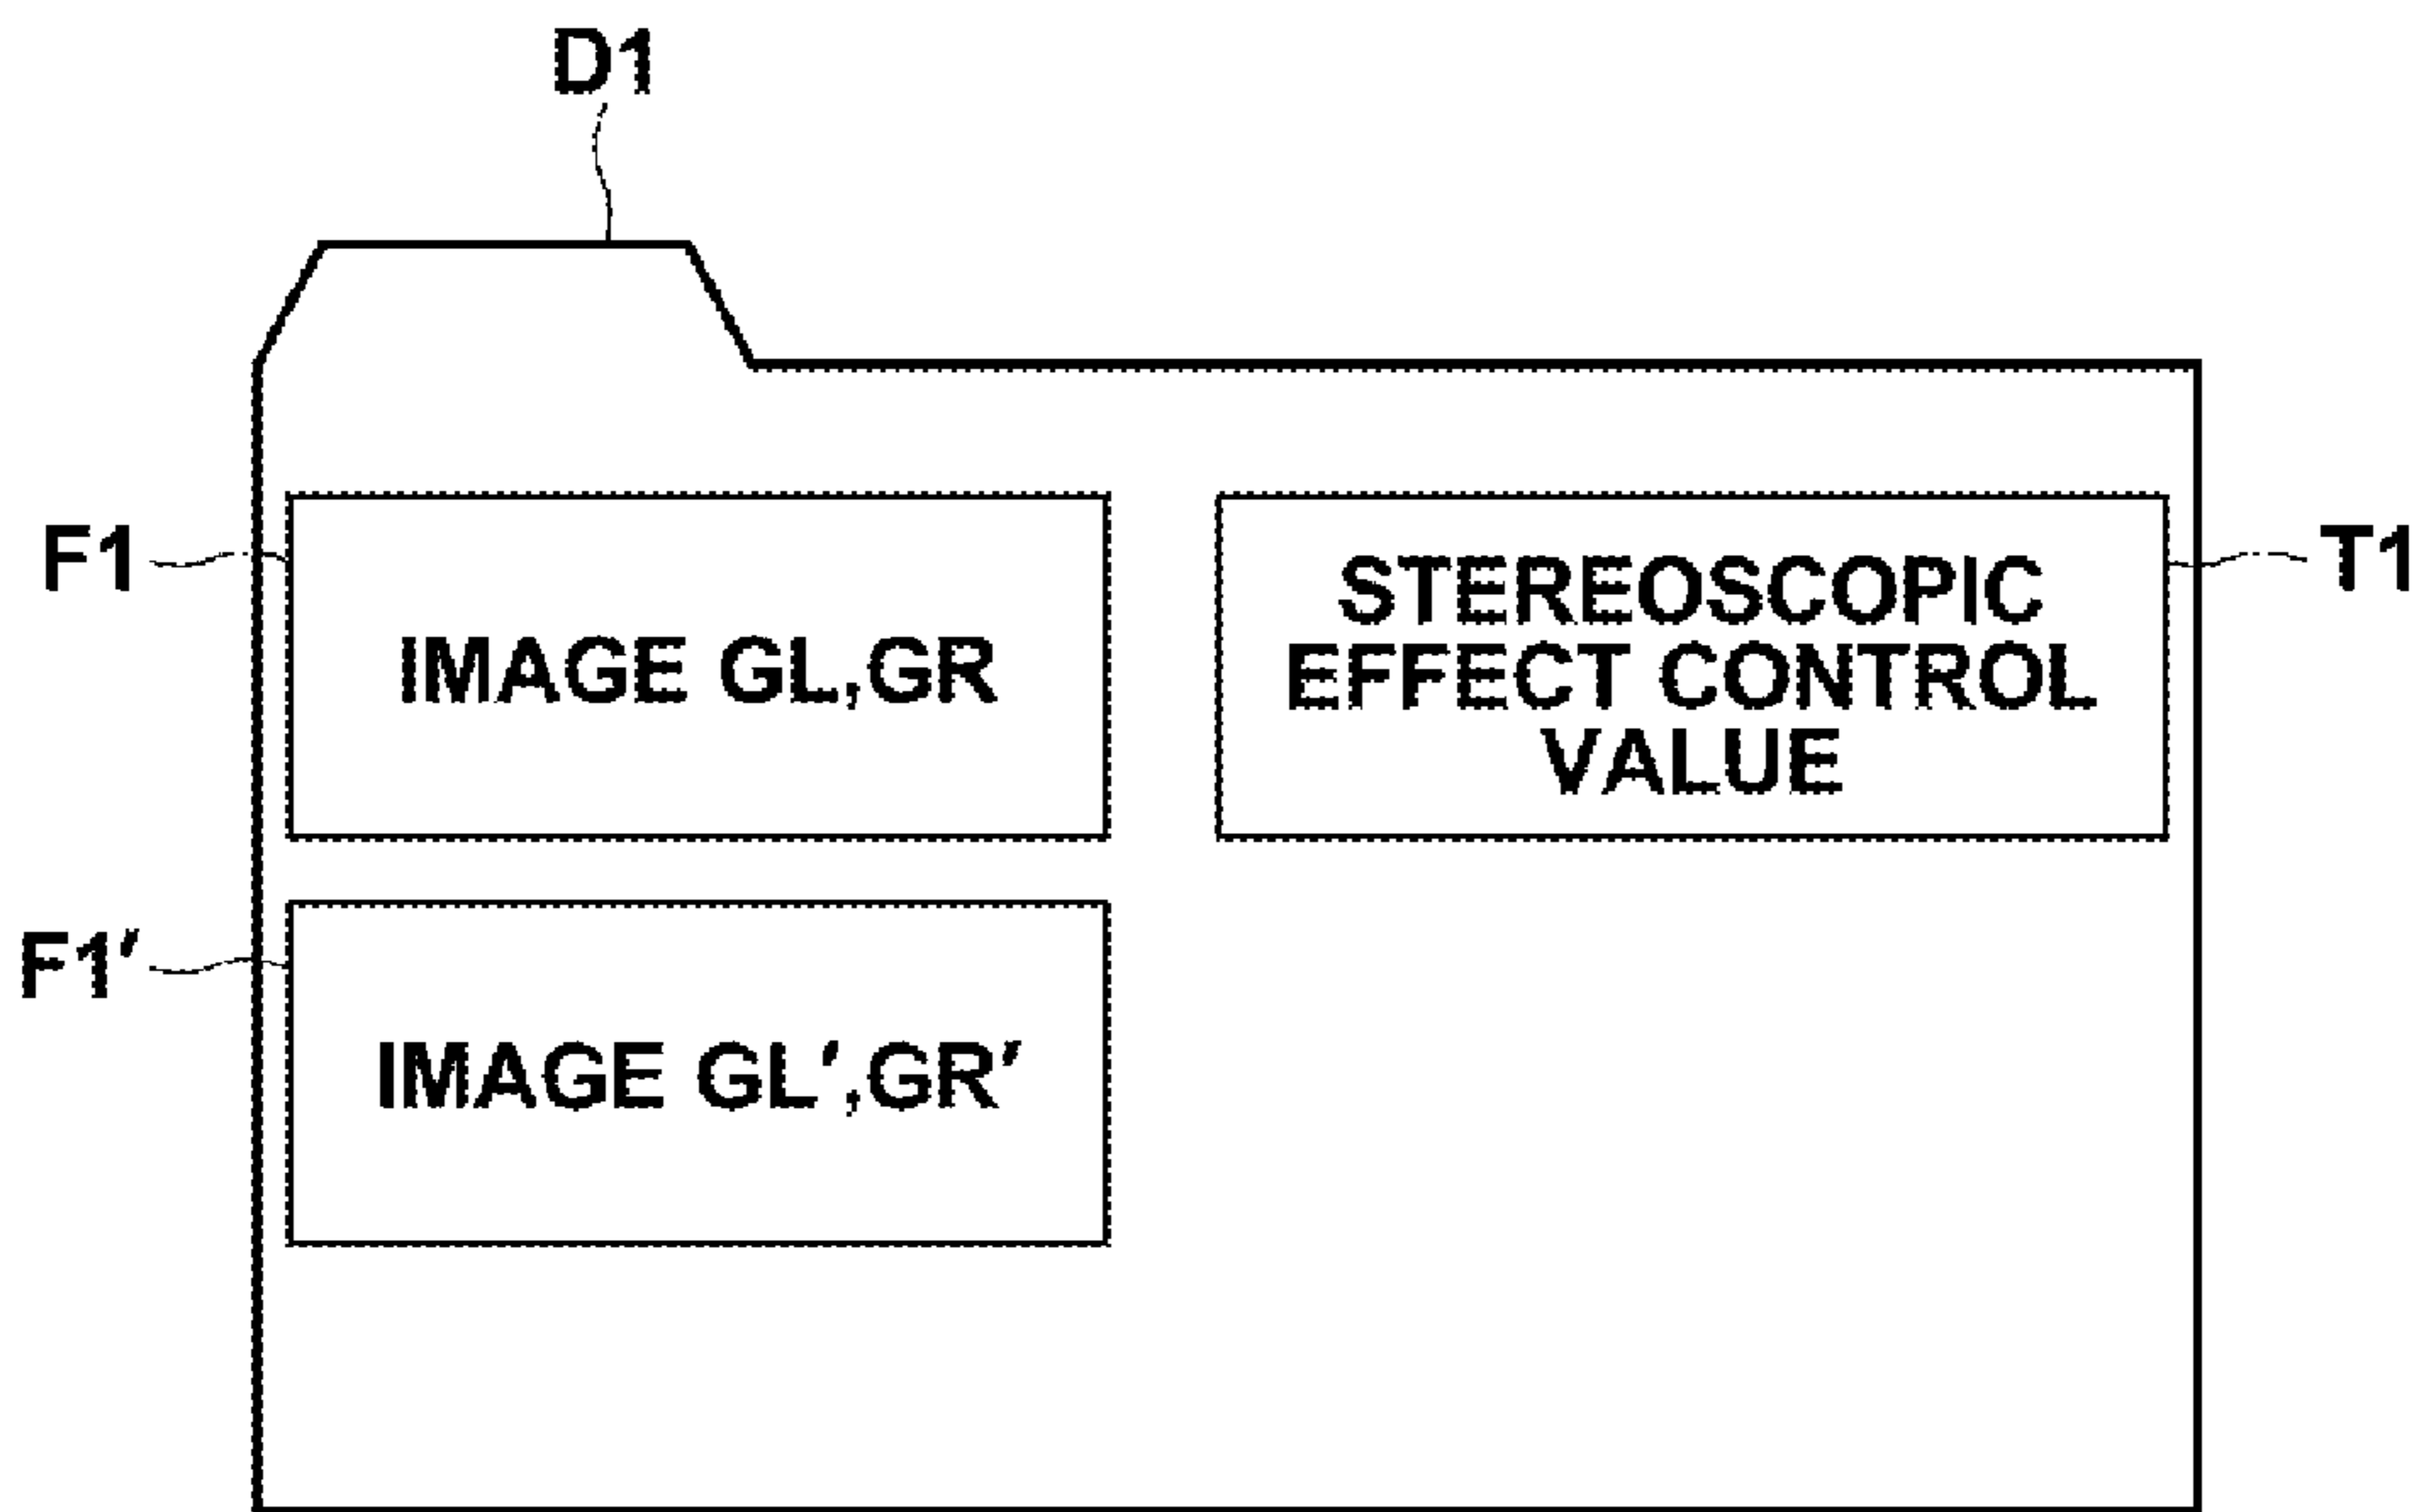 D1
F1
IMAGE GL,GR
STEREOSCOPIC
EFFECT CONTROL
VALUE
T1
F1′
IMAGE GL′,GR′